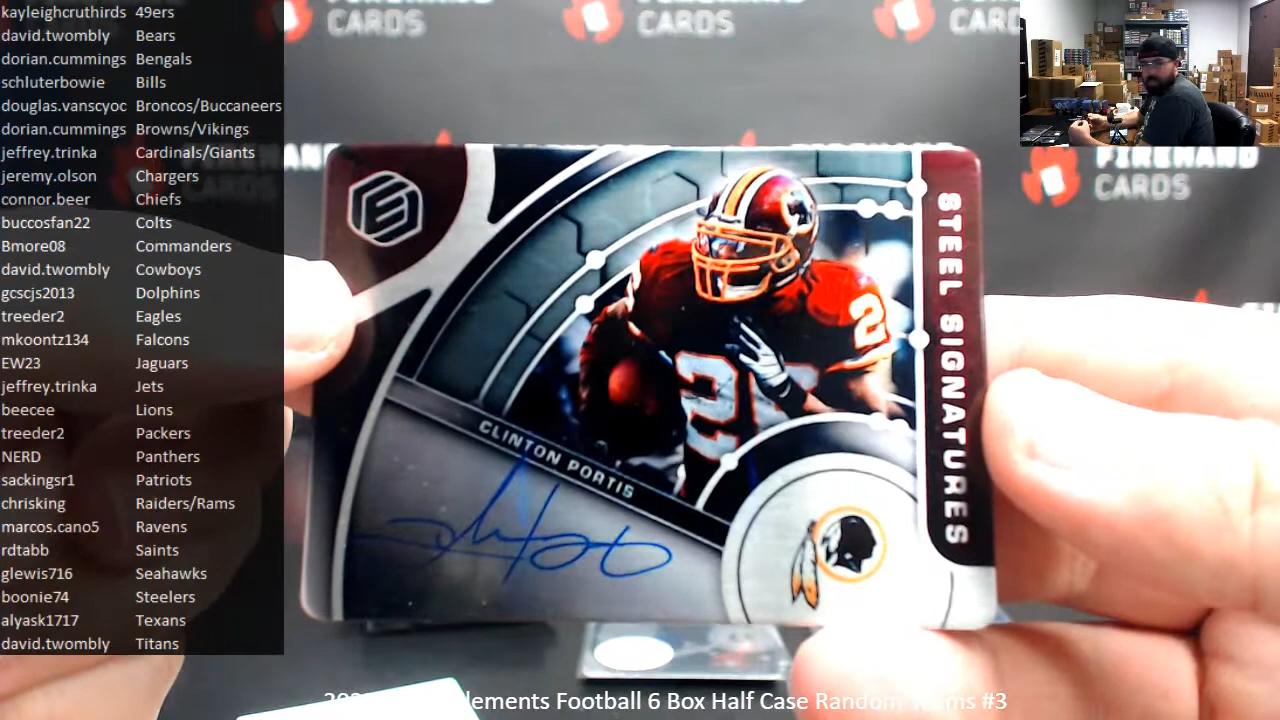 kayleighcruthirds 49ers
david.twombly Bears
dorian.cummings Bengals
schluterbowie Bills
douglas.vanscyoc Broncos/Buccaneers
dorian.cummings Browns/Vikings
jeffrey.trinka Cardinals/Giants
jeremy.olson Chargers
connor.beer Chiefs
buccosfan22 Colts
Bmore08 Commanders
david.twombly Cowboys
gcscjs2013 Dolphins
treeder2 Eagles
mkoontz134 Falcons
EW23 Jaguars
jeffrey.trinka Jets
beecee Lions
treeder2 Packers
NERD Panthers
sackingsr1 Patriots
chrisking Raiders/Rams
marcos.cano5 Ravens
rdtabb Saints
glewis716 Seahawks
boonie74 Steelers
alyask1717 Texans
david.twombly Titans
CARDS
CARDS
CARDS
FIREHAND
CARDS
STEEL SIGNATURES
CLINTON PORTIS
Football 6 Box Half Case Random #3